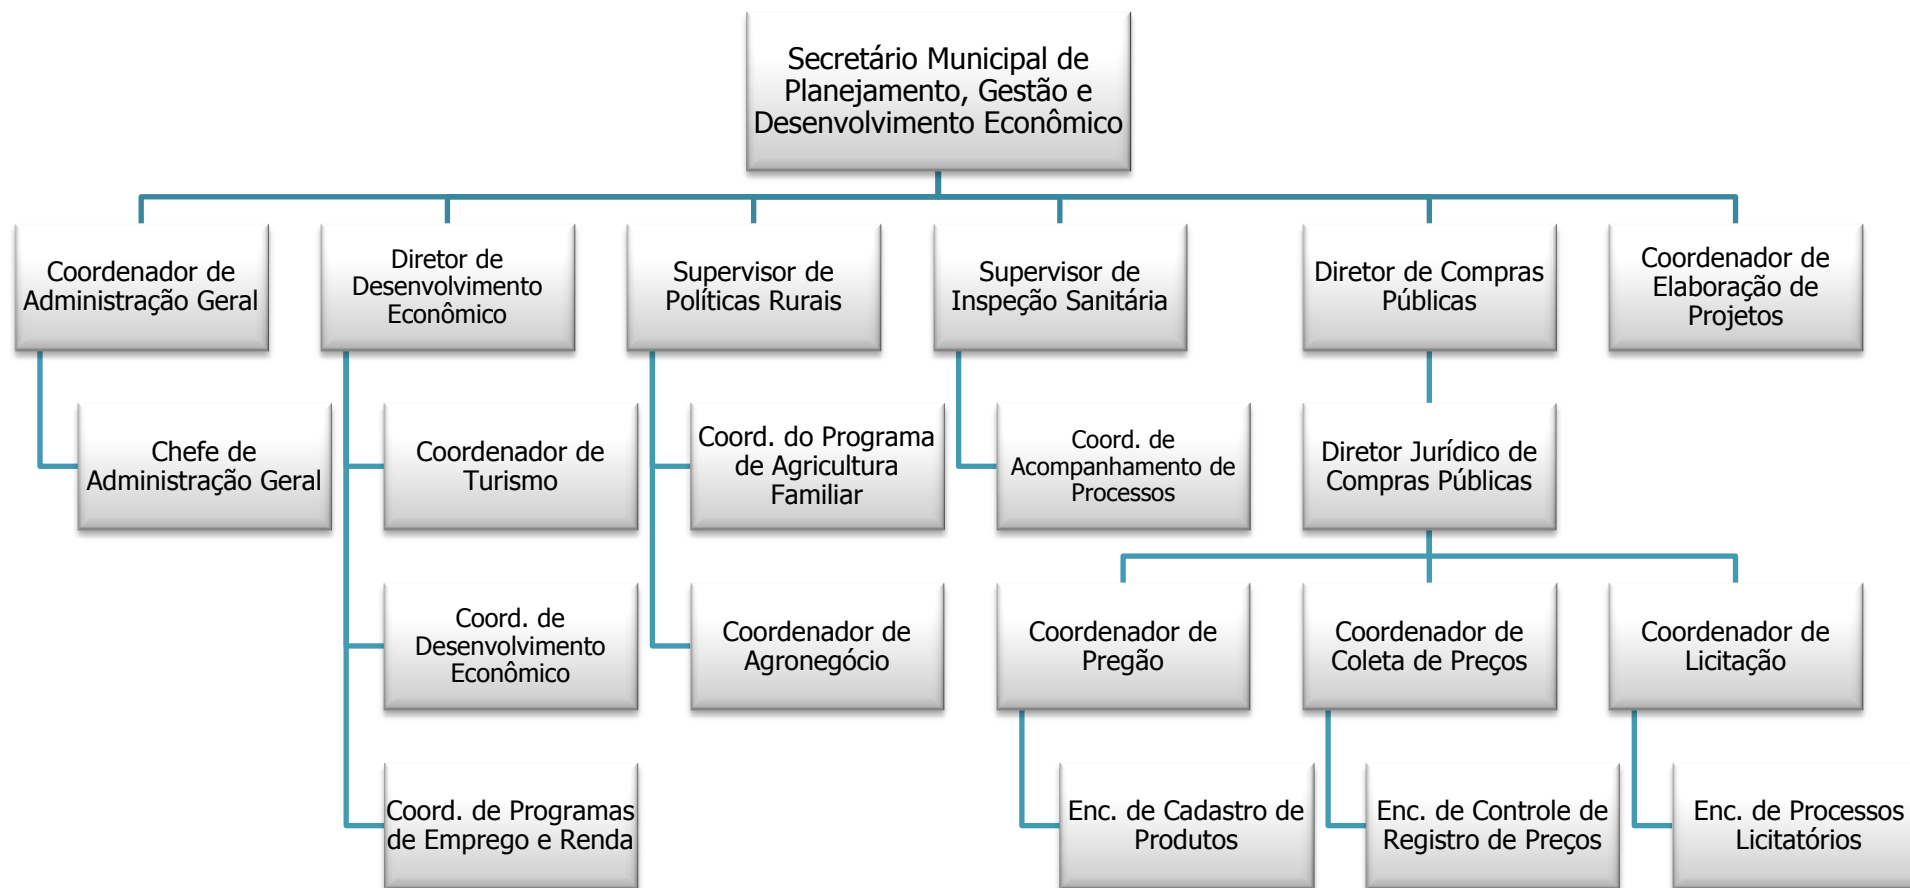 Secretário Municipal de
Planejamento, Gestão e
Desenvolvimento Econômico
Coordenador de
Administração Geral
Diretor de
Desenvolvimento
Econômico
Supervisor de
Políticas Rurais
Supervisor de
Inspeção Sanitária
Diretor de Compras
Públicas
Coordenador de
Elaboração de
Projetos
Chefe de
Administração Geral
Coordenador de
Turismo
Coord. do Programa
de Agricultura
Familiar
Coord. de
Acompanhamento de
Processos
Diretor Jurídico de
Compras Públicas
Coord. de
Desenvolvimento
Econômico
Coordenador de
Agronegócio
Coordenador de
Pregão
Coordenador de
Coleta de Preços
Coordenador de
Licitação
Coord. de Programas
de Emprego e Renda
Enc. de Cadastro de
Produtos
Enc. de Controle de
Registro de Preços
Enc. de Processos
Licitatórios